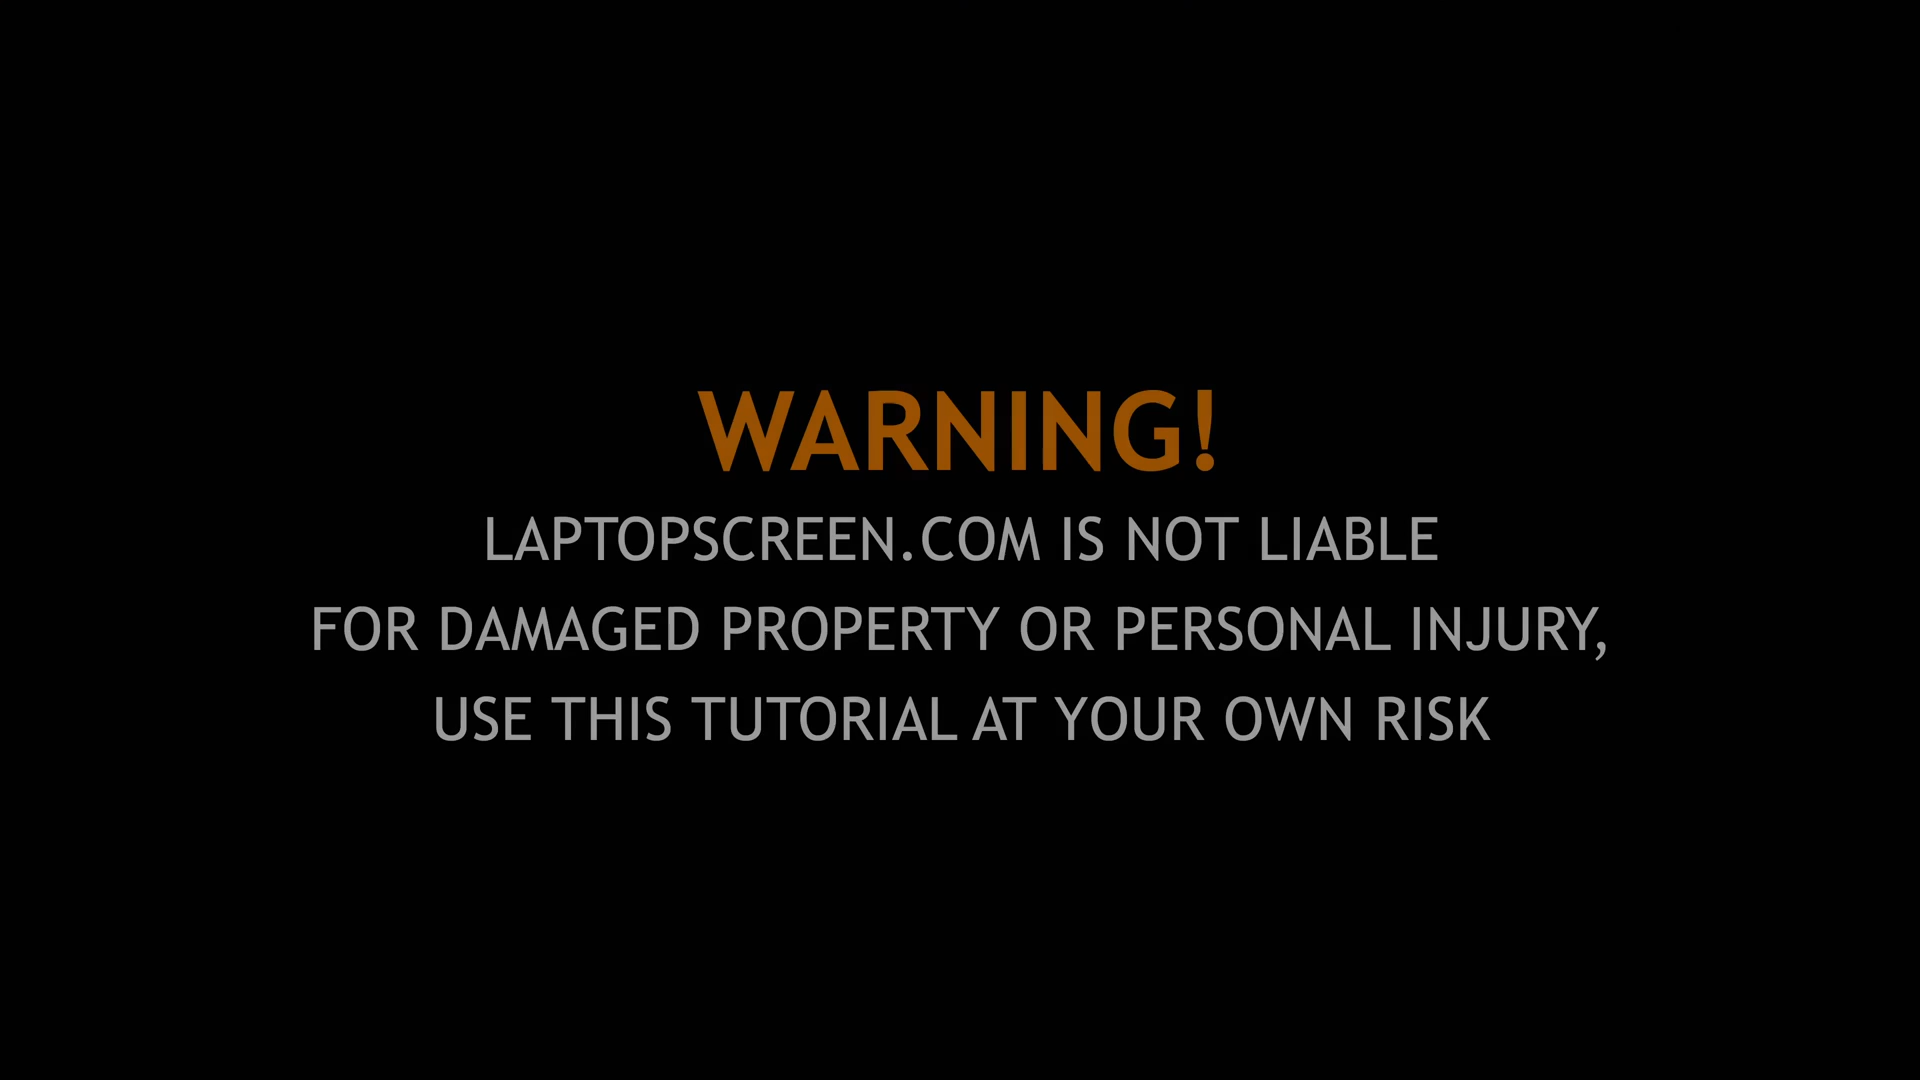 WARNING!
LAPTOPSCREEN.COM IS NOT LIABLE
FOR DAMAGED PROPERTY OR PERSONAL INJURY,
USE THIS TUTORIAL AT YOUR OWN RISK